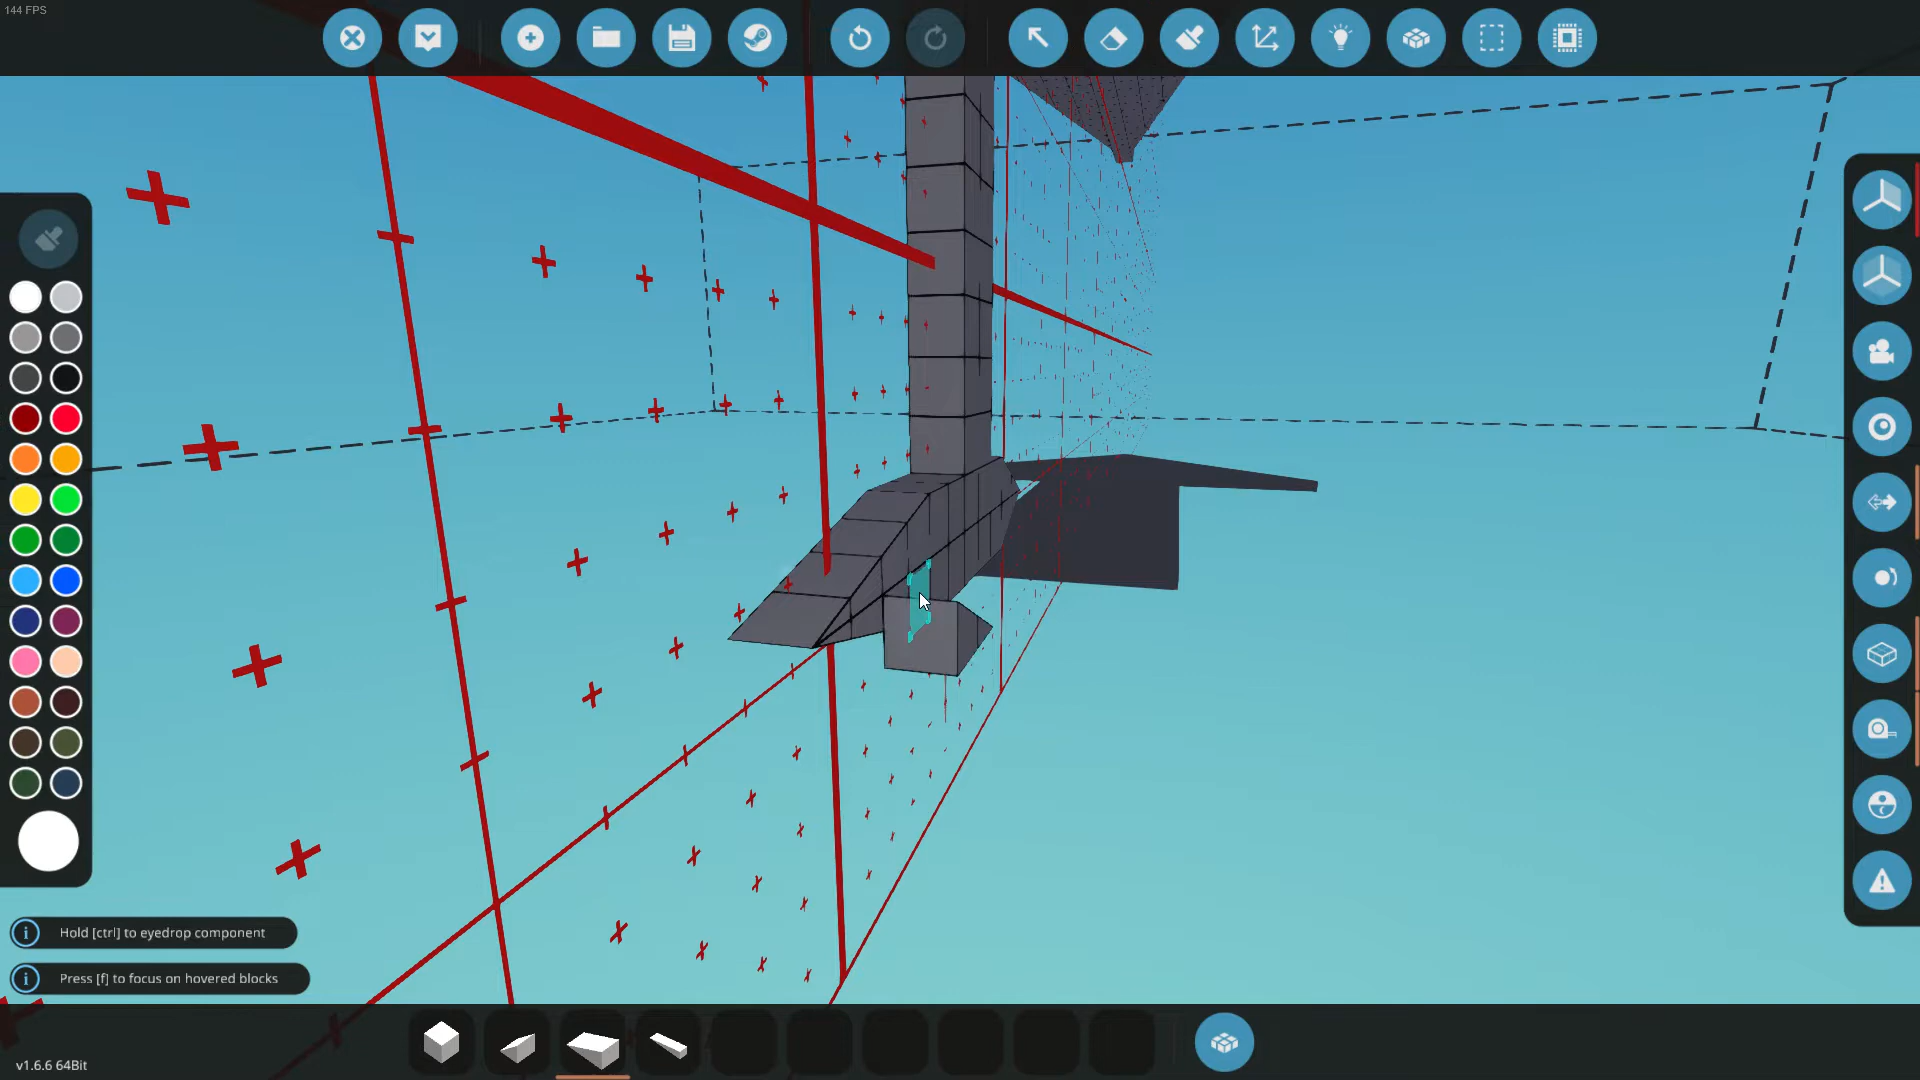 144 FPS
Hold [ctrl] to eyedrop component
Press [f] to focus on hovered blocks
v1.6.6 64Bit